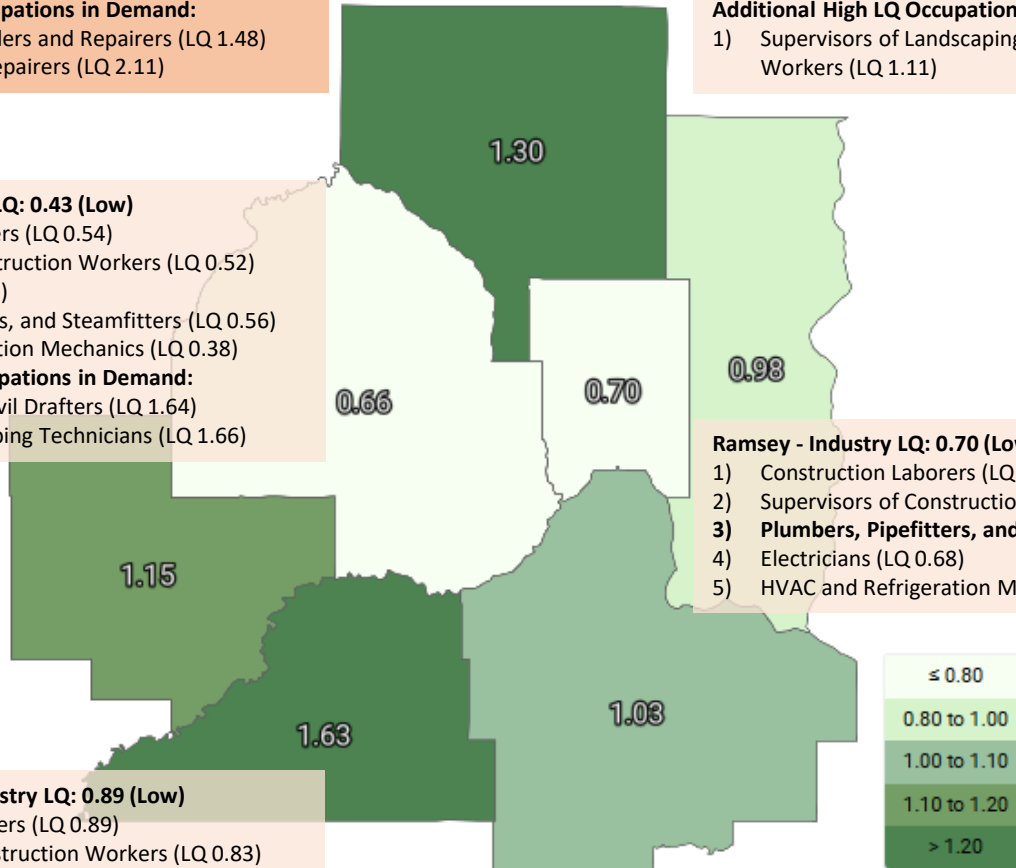 pations in Demand:
lers and Repairers (LQ 1.48)
epairers (LQ 2.11)
Additional High LQ Occupation
1) Supervisors of Landscaping
Workers (LQ 1.11)
1.30
LQ: 0.43 (Low)
ers (LQ 0.54)
truction Workers (LQ 0.52)
)
s, and Steamfitters (LQ 0.56)
tion Mechanics (LQ 0.38)
pations in Demand:
vil Drafters (LQ 1.64)
ping Technicians (LQ 1.66)
0.66
0.70
0.98
Ramsey - Industry LQ: 0.70 (Lo
1) Construction Laborers (LQ
2) Supervisors of Constructio
3) Plumbers, Pipefitters, and
4) Electricians (LQ 0.68)
5) HVAC and Refrigeration M
1.15
1.63
1.03
≤ 0.80
0.80 to 1.00
1.00 to 1.10
1.10 to 1.20
> 1.20
stry LQ: 0.89 (Low)
ers (LQ 0.89)
struction Workers (LQ 0.83)